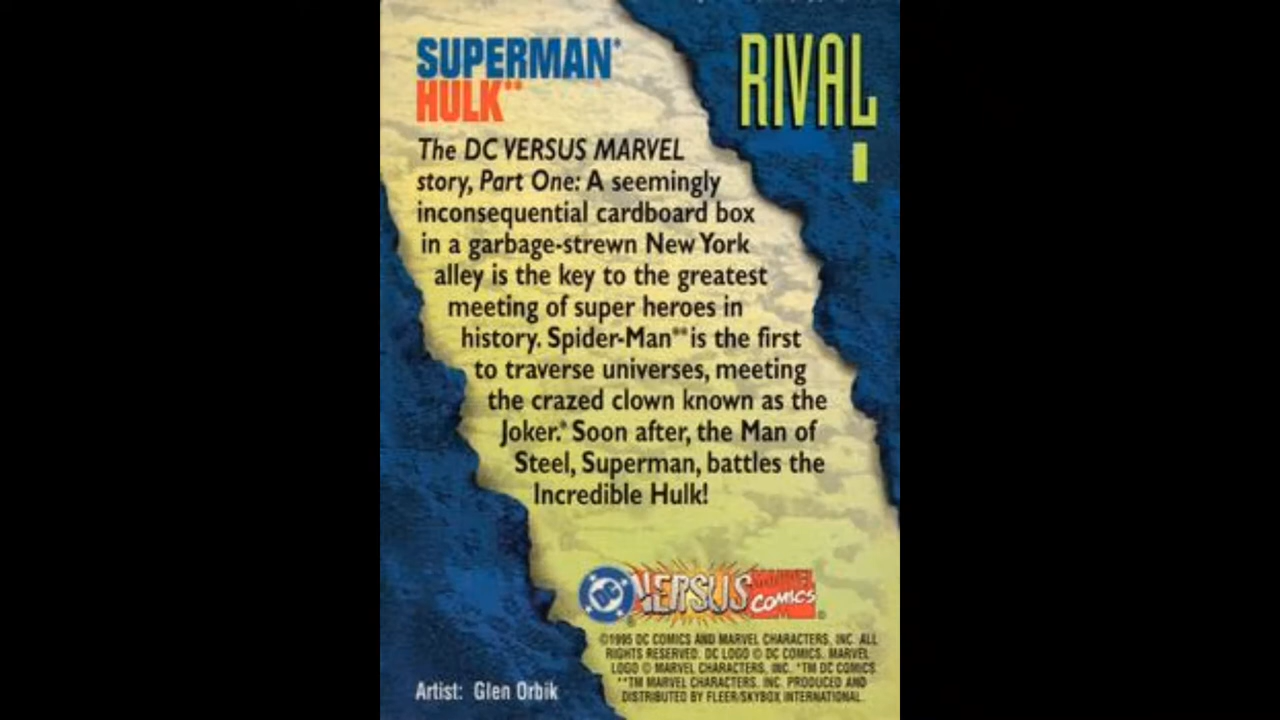 SUPERMAN*
HULK**
RIVAL
1
The DC VERSUS MARVEL
story, Part One: A seemingly
inconsequential cardboard box
in a garbage-strewn New York
alley is the key to the greatest
meeting of super heroes in
history. Spider-Man** is the first
to traverse universes, meeting
the crazed clown known as the
Joker.* Soon after, the Man of
Steel, Superman, battles the
Incredible Hulk!
DC VERSUS MARVEL COMICS
©1995 DC COMICS AND MARVEL CHARACTERS, INC. ALL
RIGHTS RESERVED. DC LOGO © DC COMICS. MARVEL
LOGO © MARVEL CHARACTERS, INC. *TM DC COMICS
**TM MARVEL CHARACTERS, INC. PRODUCED AND
DISTRIBUTED BY FLEER/SKYBOX INTERNATIONAL.
Artist: Glen Orbik